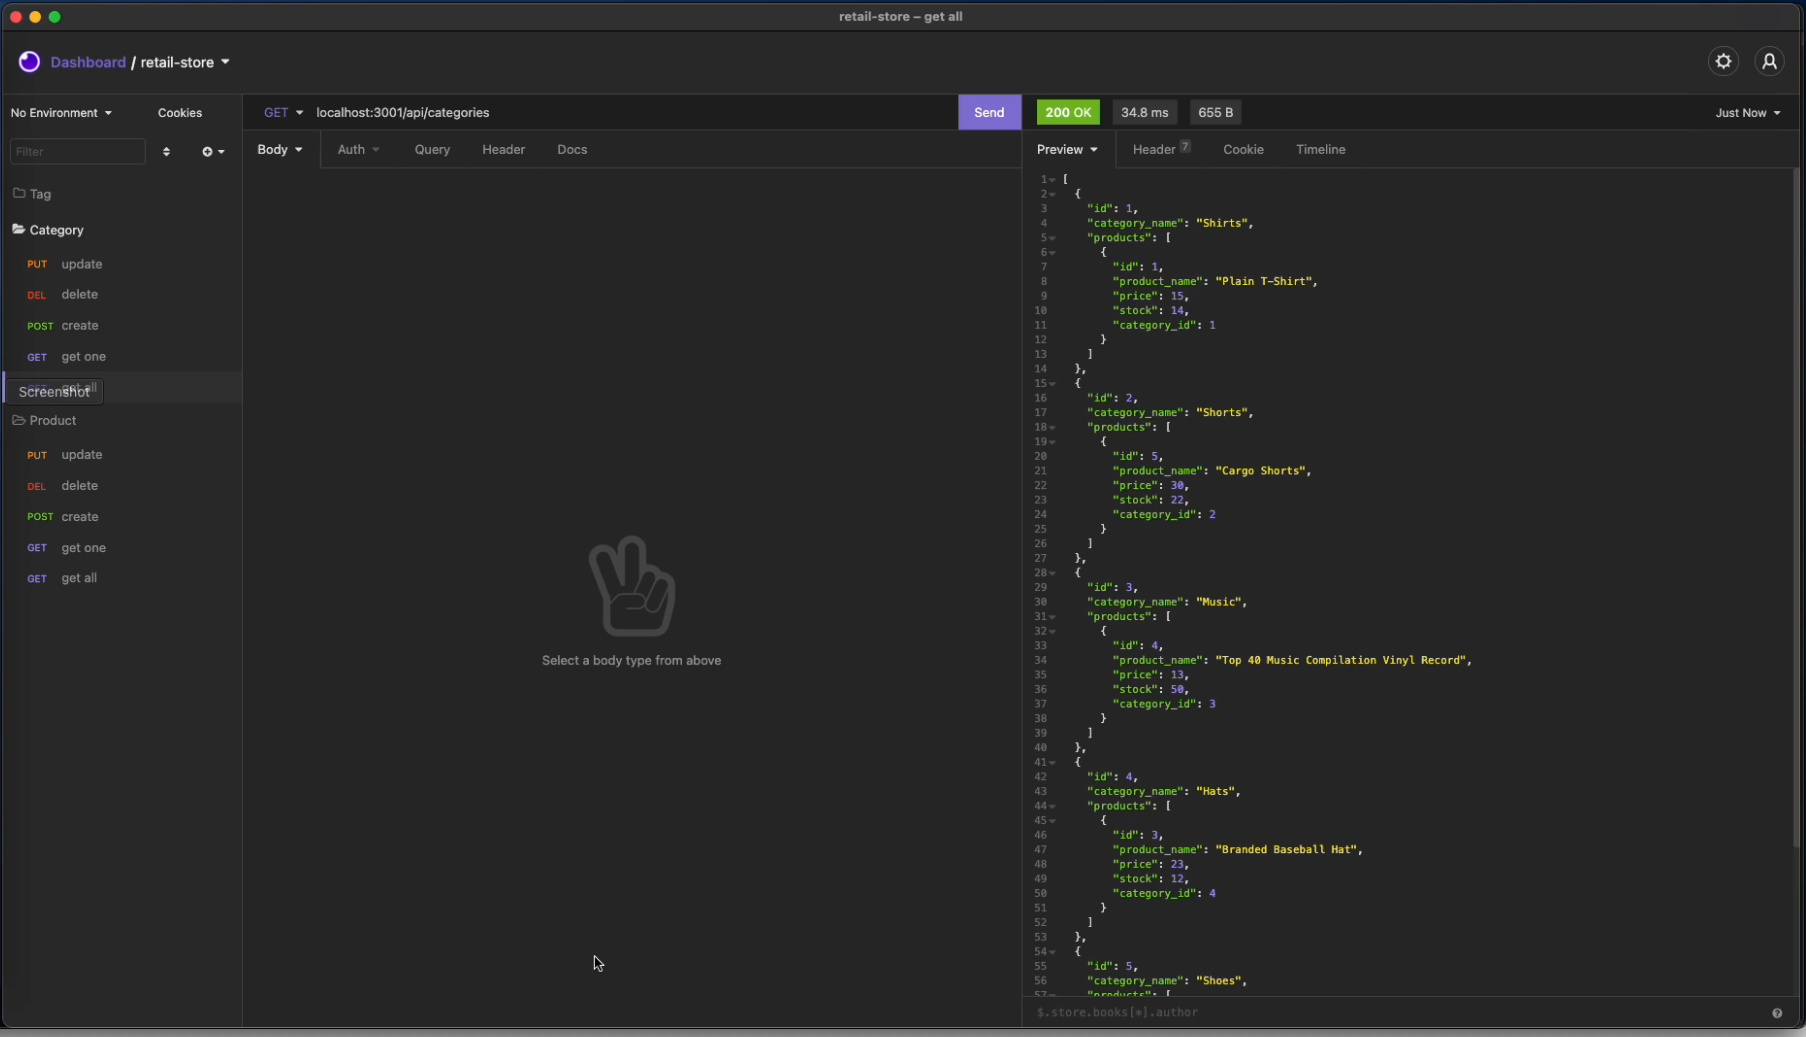 retail-store – get all
Dashboard / retail-store
No Environment
Cookies
GET localhost:3001/api/categories
Send
200 OK
34.8 ms
655 B
Just Now
Filter
Body
Auth
Query
Header
Docs
Preview
Header 7
Cookie
Timeline
Tag
Category
PUT update
DEL delete
POST create
GET get one
GET get all
Screenshot
Product
PUT update
DEL delete
POST create
GET get one
GET get all
Select a body type from above
1 [
2 {
3 "id": 1,
4 "category_name": "Shirts",
5 "products": [
6 {
7 "id": 1,
8 "product_name": "Plain T-Shirt",
9 "price": 15,
10 "stock": 14,
11 "category_id": 1
12 }
13 ]
14 },
15 {
16 "id": 2,
17 "category_name": "Shorts",
18 "products": [
19 {
20 "id": 5,
21 "product_name": "Cargo Shorts",
22 "price": 30,
23 "stock": 22,
24 "category_id": 2
25 }
26 ]
27 },
28 {
29 "id": 3,
30 "category_name": "Music",
31 "products": [
32 {
33 "id": 4,
34 "product_name": "Top 40 Music Compilation Vinyl Record",
35 "price": 13,
36 "stock": 50,
37 "category_id": 3
38 }
39 ]
40 },
41 {
42 "id": 4,
43 "category_name": "Hats",
44 "products": [
45 {
46 "id": 3,
47 "product_name": "Branded Baseball Hat",
48 "price": 23,
49 "stock": 12,
50 "category_id": 4
51 }
52 ]
53 },
54 {
55 "id": 5,
56 "category_name": "Shoes",
57 "products": [
$.store.books[*].author